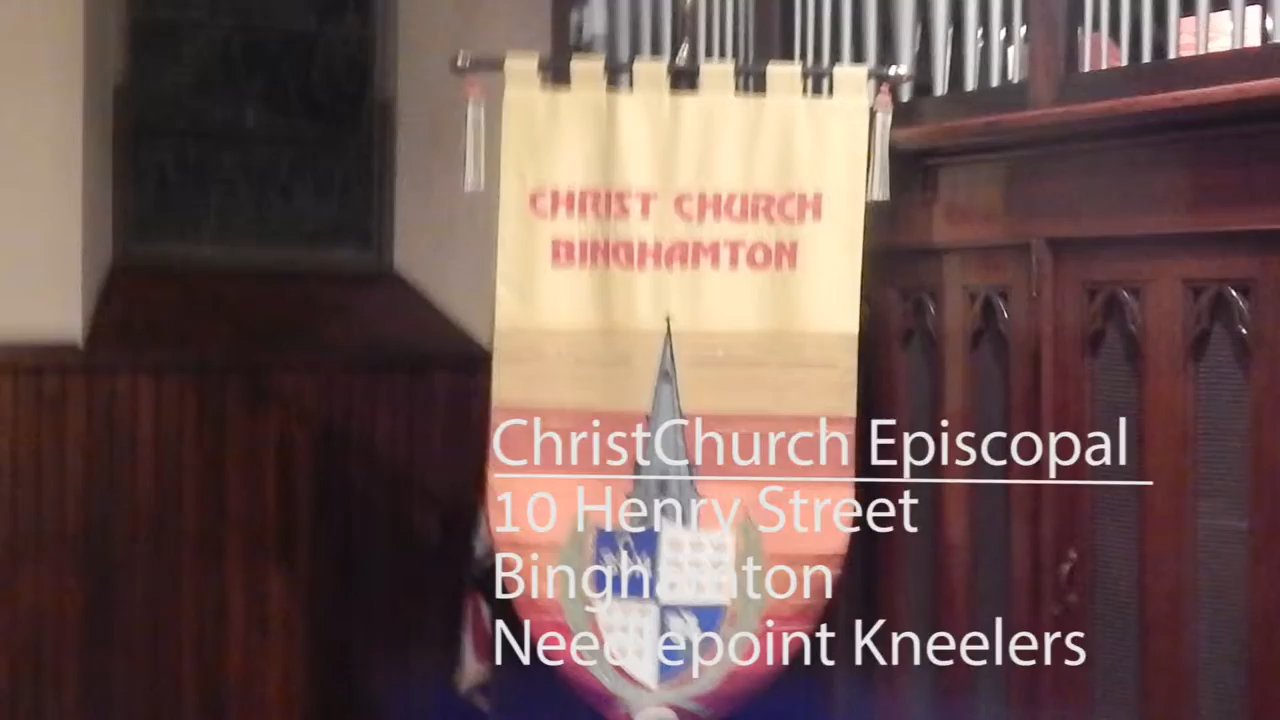 CHRIST CHURCH
BINGHAMTON
ChristChurch Episcopal
10 Henry Street
Binghamton
Needlepoint Kneelers